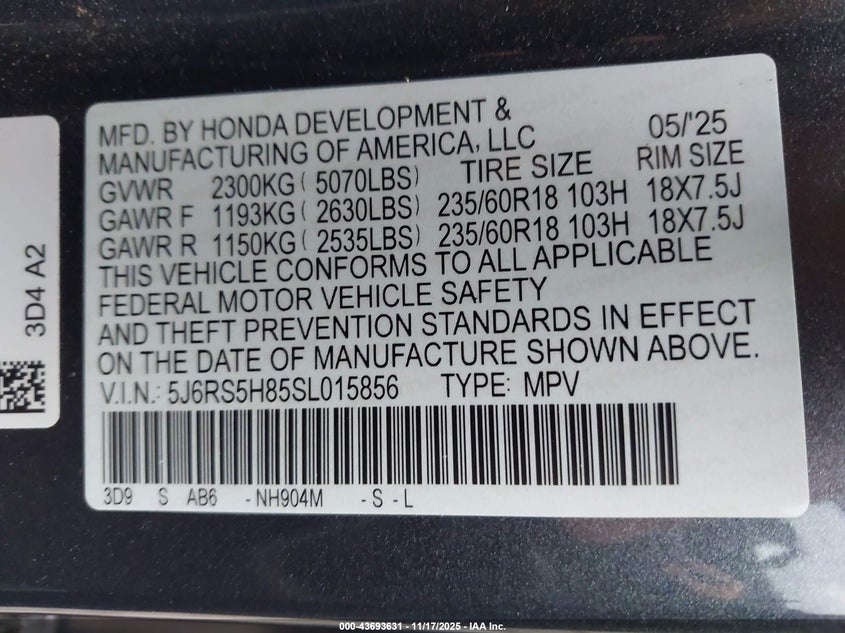 MFD. BY HONDA DEVELOPMENT &
MANUFACTURING OF AMERICA, LLC 05/'25
GVWR 2300KG ( 5070LBS) TIRE SIZE RIM SIZE
GAWR F 1193KG ( 2630LBS) 235/60R18 103H 18X7.5J
GAWR R 1150KG ( 2535LBS) 235/60R18 103H 18X7.5J
THIS VEHICLE CONFORMS TO ALL APPLICABLE
FEDERAL MOTOR VEHICLE SAFETY
AND THEFT PREVENTION STANDARDS IN EFFECT
ON THE DATE OF MANUFACTURE SHOWN ABOVE.
V.I.N.: 5J6RS5H85SL015856 TYPE: MPV
3D9 S AB6 - NH904M - S - L
3D4 A2
000-43693631 - 11/17/2025 - IAA Inc.